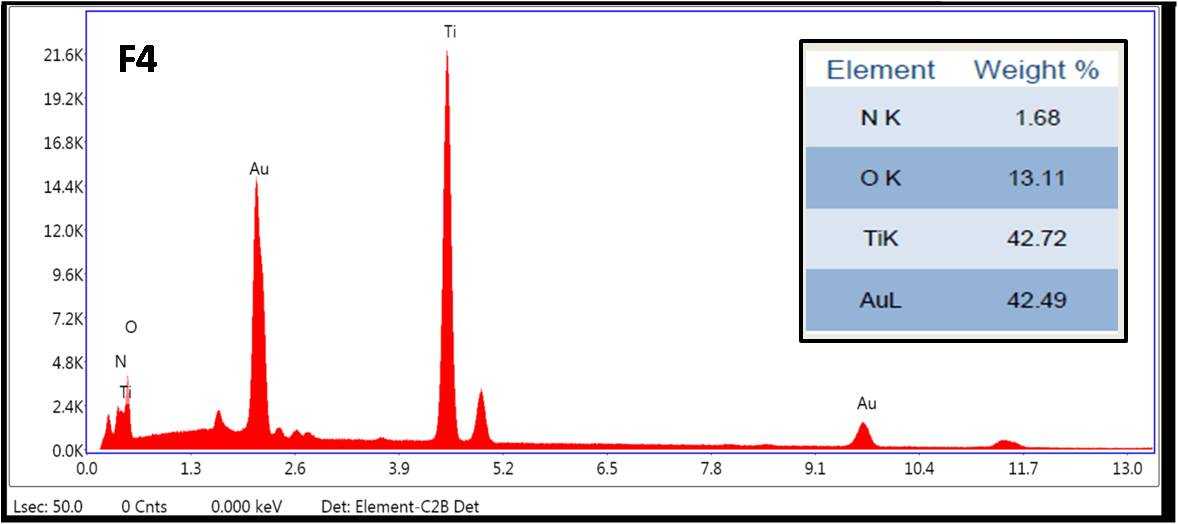 F4
Ti
Au
O
N
Ti
Au
21.6K
19.2K
16.8K
14.4K
12.0K
9.6K
7.2K
4.8K
2.4K
0.0K
0.0 1.3 2.6 3.9 5.2 6.5 7.8 9.1 10.4 11.7 13.0
Element Weight %
N K 1.68
O K 13.11
TiK 42.72
AuL 42.49
Lsec: 50.0 0 Cnts 0.000 keV Det: Element-C2B Det